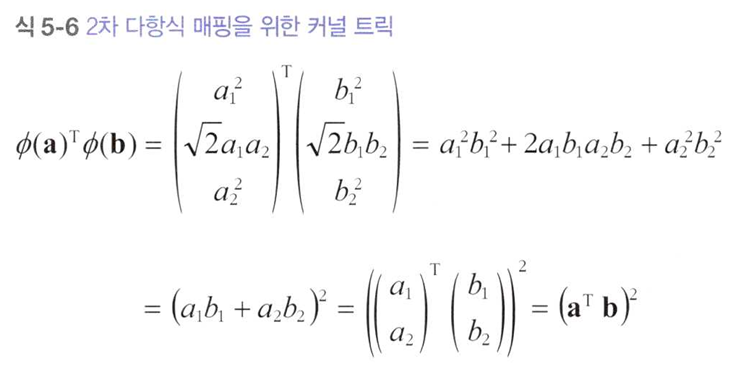 식 5-6 2차 다항식 매핑을 위한 커널 트릭
ϕ(a)ᵀϕ(b) = (a₁² √2a₁a₂ a₂²)ᵀ (b₁² √2b₁b₂ b₂²) = a₁²b₁² + 2a₁b₁a₂b₂ + a₂²b₂²
= (a₁b₁ + a₂b₂)² = ((a₁ a₂)ᵀ (b₁ b₂))² = (aᵀ b)²